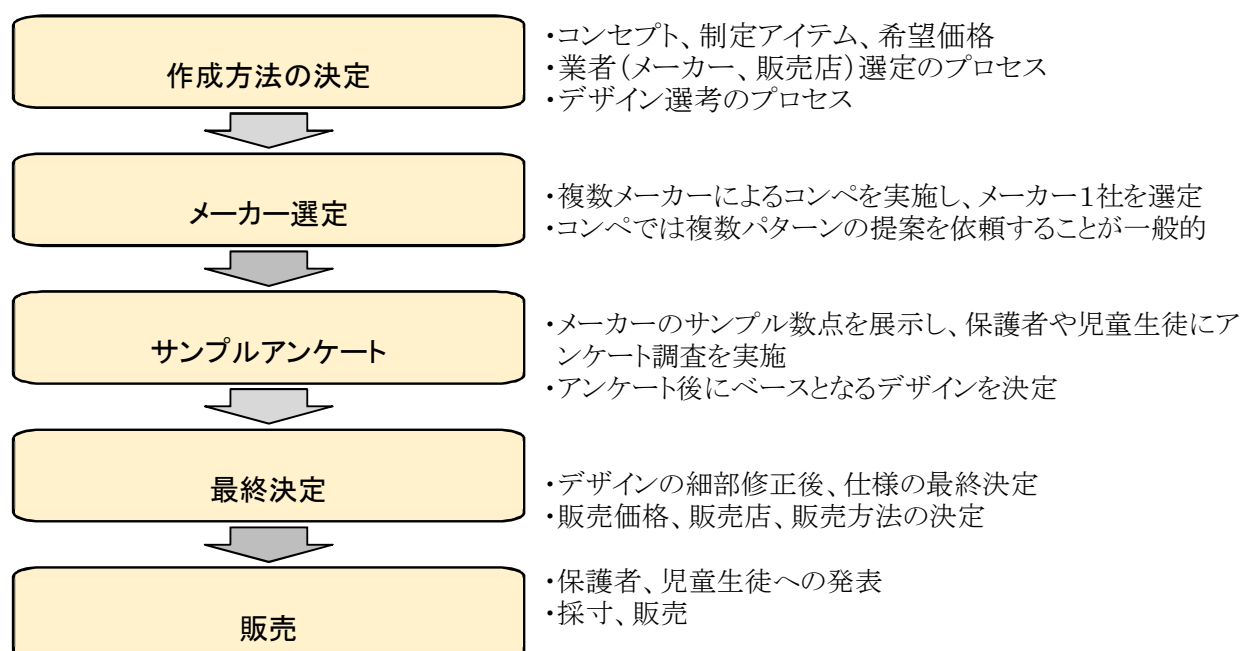 作成方法の決定
・コンセプト、制定アイテム、希望価格
・業者(メーカー、販売店)選定のプロセス
・デザイン選考のプロセス
メーカー選定
・複数メーカーによるコンペを実施し、メーカー1社を選定
・コンペでは複数パターンの提案を依頼することが一般的
サンプルアンケート
・メーカーのサンプル数点を展示し、保護者や児童生徒にア
ンケート調査を実施
・アンケート後にベースとなるデザインを決定
最終決定
・デザインの細部修正後、仕様の最終決定
・販売価格、販売店、販売方法の決定
販売
・保護者、児童生徒への発表
・採寸、販売